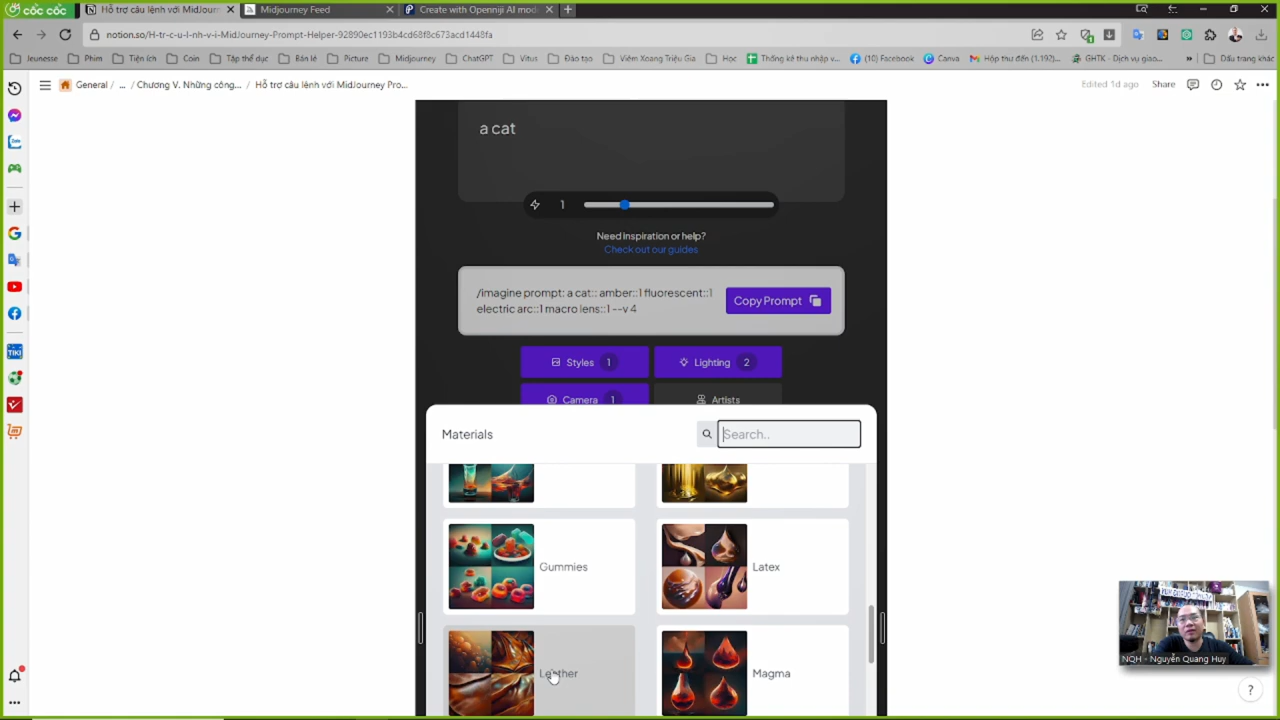 cốc cốc
Hỗ trợ câu lệnh với MidJourn
Midjourney Feed
Create with Openniji AI mod
notion.so/H-tr-c-u-l-nh-v-i-MidJourney-Prompt-Helper-92890ec1193b4cd68f8c673acd1448fa
Jeunesse
Phim
Tiện ích
Coin
Tập thể dục
Bán lẻ
Picture
Midjourney
ChatGPT
Vitus
Đào tạo
Viêm Xoang Triệu Gia
Học
Thống kê thu nhập v...
(10) Facebook
Canva
Hộp thư đến (1.192)...
GHTK - Dịch vụ giao...
»
Dấu trang khác
General / ... / Chương V. Những công... / Hỗ trợ câu lệnh với MidJourney Pro...
Edited 1d ago
Share
a cat
1
Need inspiration or help?
Check out our guides
/imagine prompt: a cat:: amber::1 fluorescent::1
electric arc::1 macro lens::1 --v 4
Copy Prompt
Styles 1
Lighting 2
Camera 1
Artists
Materials
Search..
Gummies
Latex
Leather
Magma
TIKI
NQH - Nguyễn Quang Huy
?